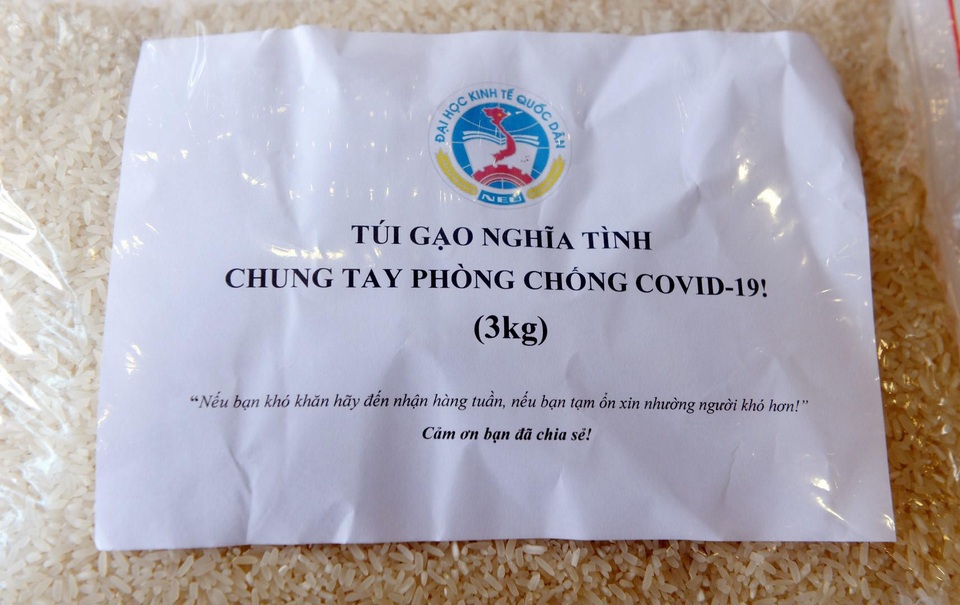 ĐẠI HỌC KINH TẾ QUỐC DÂN
NEU
TÚI GẠO NGHĨA TÌNH
CHUNG TAY PHÒNG CHỐNG COVID-19!
(3kg)
“Nếu bạn khó khăn hãy đến nhận hàng tuần, nếu bạn tạm ổn xin nhường người khó hơn!”
Cảm ơn bạn đã chia sẻ!